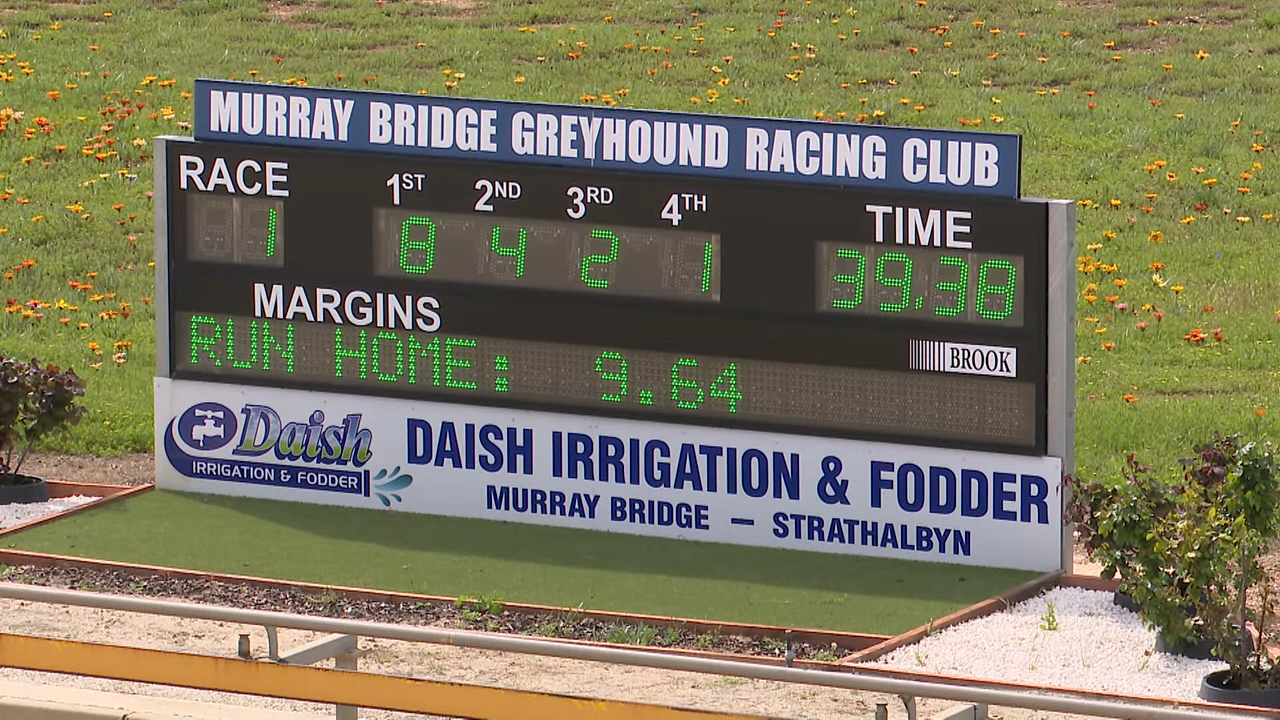 MURRAY BRIDGE GREYHOUND RACING CLUB
RACE 1ST 2ND 3RD 4TH TIME
1 8 4 2 1 39.38
MARGINS
RUN HOME: 9.64
BROOK
Daish
IRRIGATION & FODDER
DAISH IRRIGATION & FODDER
MURRAY BRIDGE – STRATHALBYN